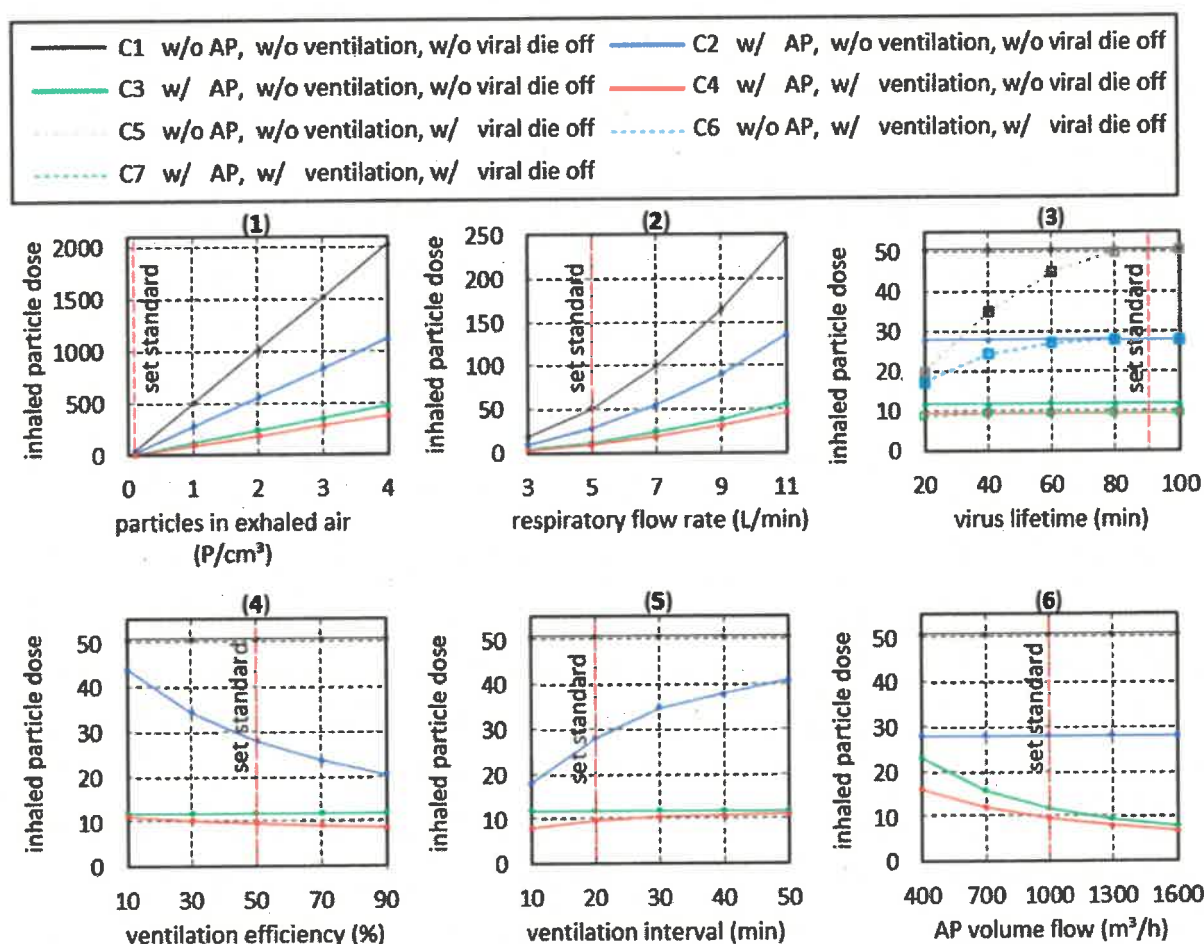 C1 w/o AP, w/o ventilation, w/o viral die off
C2 w/ AP, w/o ventilation, w/o viral die off
C3 w/ AP, w/o ventilation, w/o viral die off
C4 w/ AP, w/ ventilation, w/o viral die off
C5 w/o AP, w/o ventilation, w/ viral die off
C6 w/o AP, w/ ventilation, w/ viral die off
C7 w/ AP, w/ ventilation, w/ viral die off
(1)
inhaled particle dose
2000
1500
1000
500
0
set standard
0 1 2 3 4
particles in exhaled air
(P/cm³)
(2)
inhaled particle dose
250
200
150
100
50
0
set standard
3 5 7 9 11
respiratory flow rate (L/min)
(3)
inhaled particle dose
50
40
30
20
10
0
set standard
20 40 60 80 100
virus lifetime (min)
(4)
inhaled particle dose
50
40
30
20
10
0
set standard
10 30 50 70 90
ventilation efficiency (%)
(5)
inhaled particle dose
50
40
30
20
10
0
set standard
10 20 30 40 50
ventilation interval (min)
(6)
inhaled particle dose
50
40
30
20
10
0
set standard
400 700 1000 1300 1600
AP volume flow (m³/h)